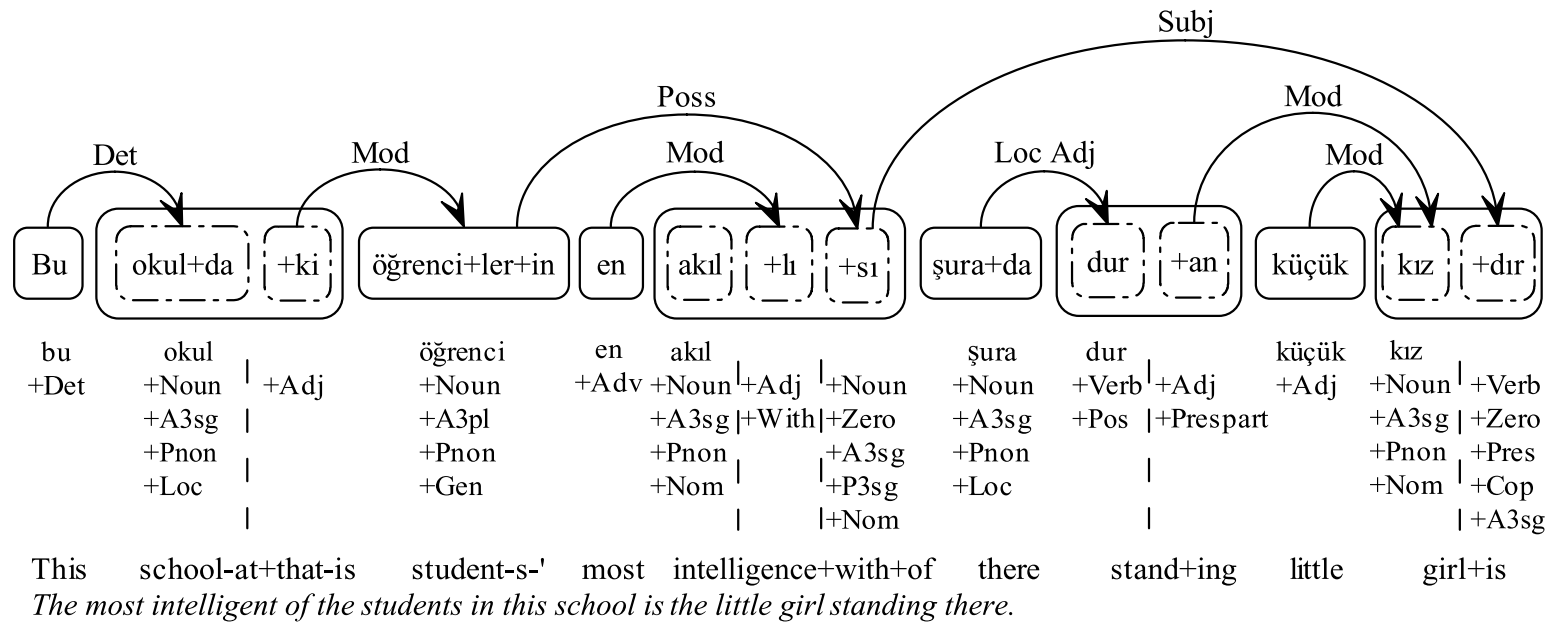 Subj
Poss Mod
Det Mod Mod Loc Adj Mod
Bu okul+da +ki öğrenci+ler+in en akıl +lı +sı şura+da dur +an küçük kız +dır
bu okul öğrenci en akıl şura dur küçük kız
+Det +Noun +Adj +Noun +Adv +Noun +Adj +Noun +Noun +Verb +Adj +Adj +Noun +Verb
+A3sg +A3pl +A3sg +With +Zero +A3sg +Pos +Prespart +A3sg +Zero
+Pnon +Pnon +Pnon +A3sg +Pnon +Pnon +Pres
+Loc +Gen +Nom +P3sg +Loc +Nom +Cop
+Nom +A3sg
This school-at+that-is student-s-' most intelligence+with+of there stand+ing little girl+is
The most intelligent of the students in this school is the little girl standing there.